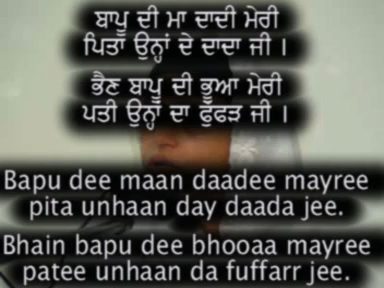 ਬਾਪੂ ਦੀ ਮਾ ਦਾਦੀ ਮੇਰੀ
ਪਿਤਾ ਉਨ੍ਹਾਂ ਦੇ ਦਾਦਾ ਜੀ ।
ਭੈਣ ਬਾਪੂ ਦੀ ਭੂਆ ਮੇਰੀ
ਪਤੀ ਉਨ੍ਹਾਂ ਦਾ ਫੁੱਫੜ ਜੀ ।
Bapu dee maan daadee mayree
pita unhaan day daada jee.
Bhain bapu dee bhooaa mayree
patee unhaan da fuffarr jee.